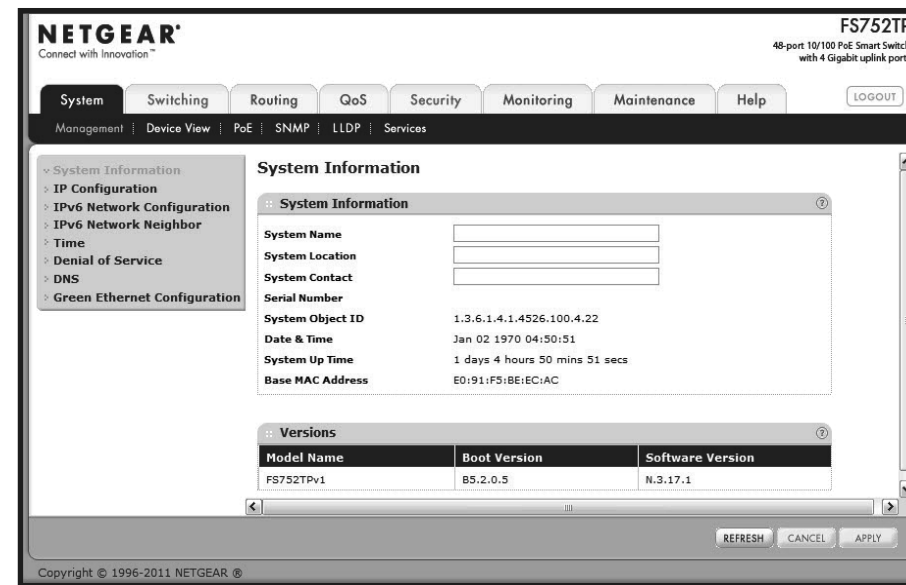 NETGEAR®
Connect with Innovation™
FS752TP
48-port 10/100 PoE Smart Switch
with 4 Gigabit uplink port
System Switching Routing QoS Security Monitoring Maintenance Help LOGOUT
Management Device View PoE SNMP LLDP Services
System Information
IP Configuration
IPv6 Network Configuration
IPv6 Network Neighbor
Time
Denial of Service
DNS
Green Ethernet Configuration
System Information
System Information
System Name
System Location
System Contact
Serial Number
System Object ID 1.3.6.1.4.1.4526.100.4.22
Date & Time Jan 02 1970 04:50:51
System Up Time 1 days 4 hours 50 mins 51 secs
Base MAC Address E0:91:F5:BE:EC:AC
Versions
Model Name Boot Version Software Version
FS752TPv1 B5.2.0.5 N.3.17.1
REFRESH CANCEL APPLY
Copyright © 1996-2011 NETGEAR ®